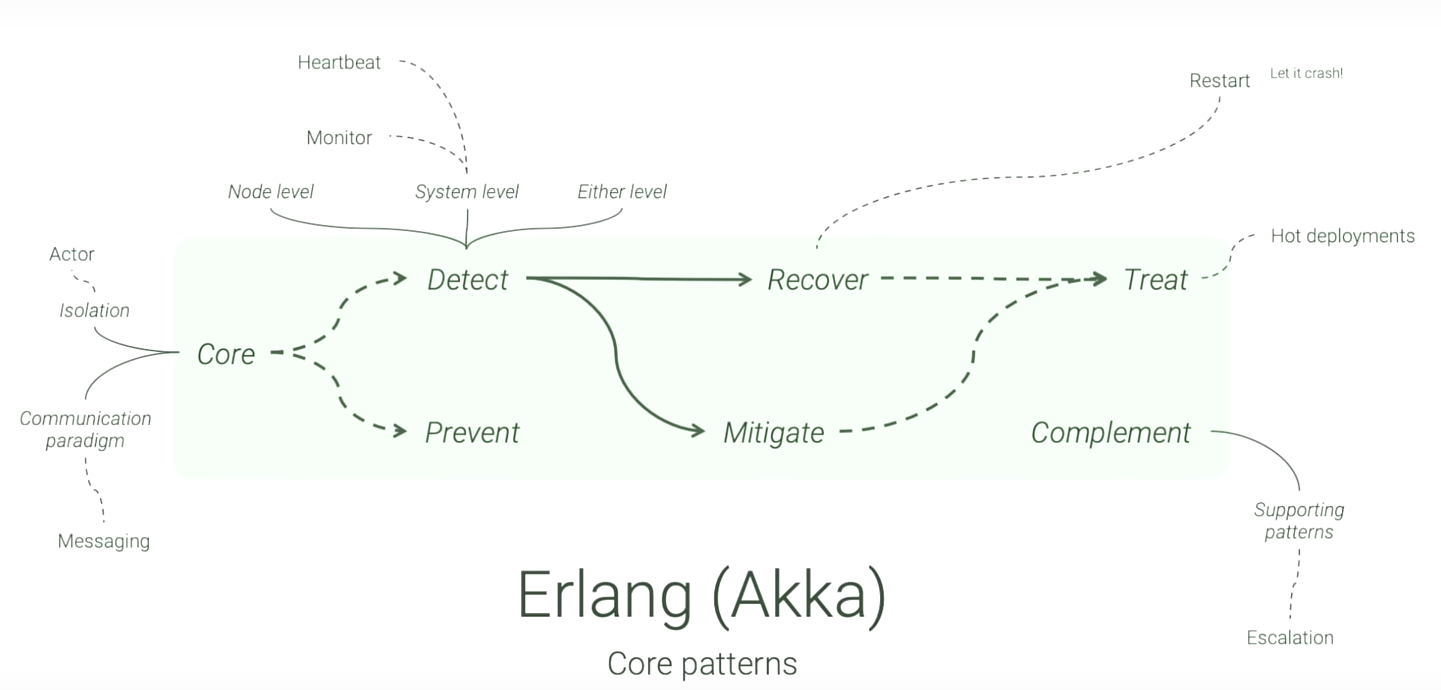 Heartbeat
Restart
Let it crash!
Monitor
Node level
System level
Either level
Actor
Hot deployments
Isolation
Detect
Recover
Treat
Core
Communication
paradigm
Prevent
Mitigate
Complement
Supporting
patterns
Messaging
Erlang (Akka)
Escalation
Core patterns